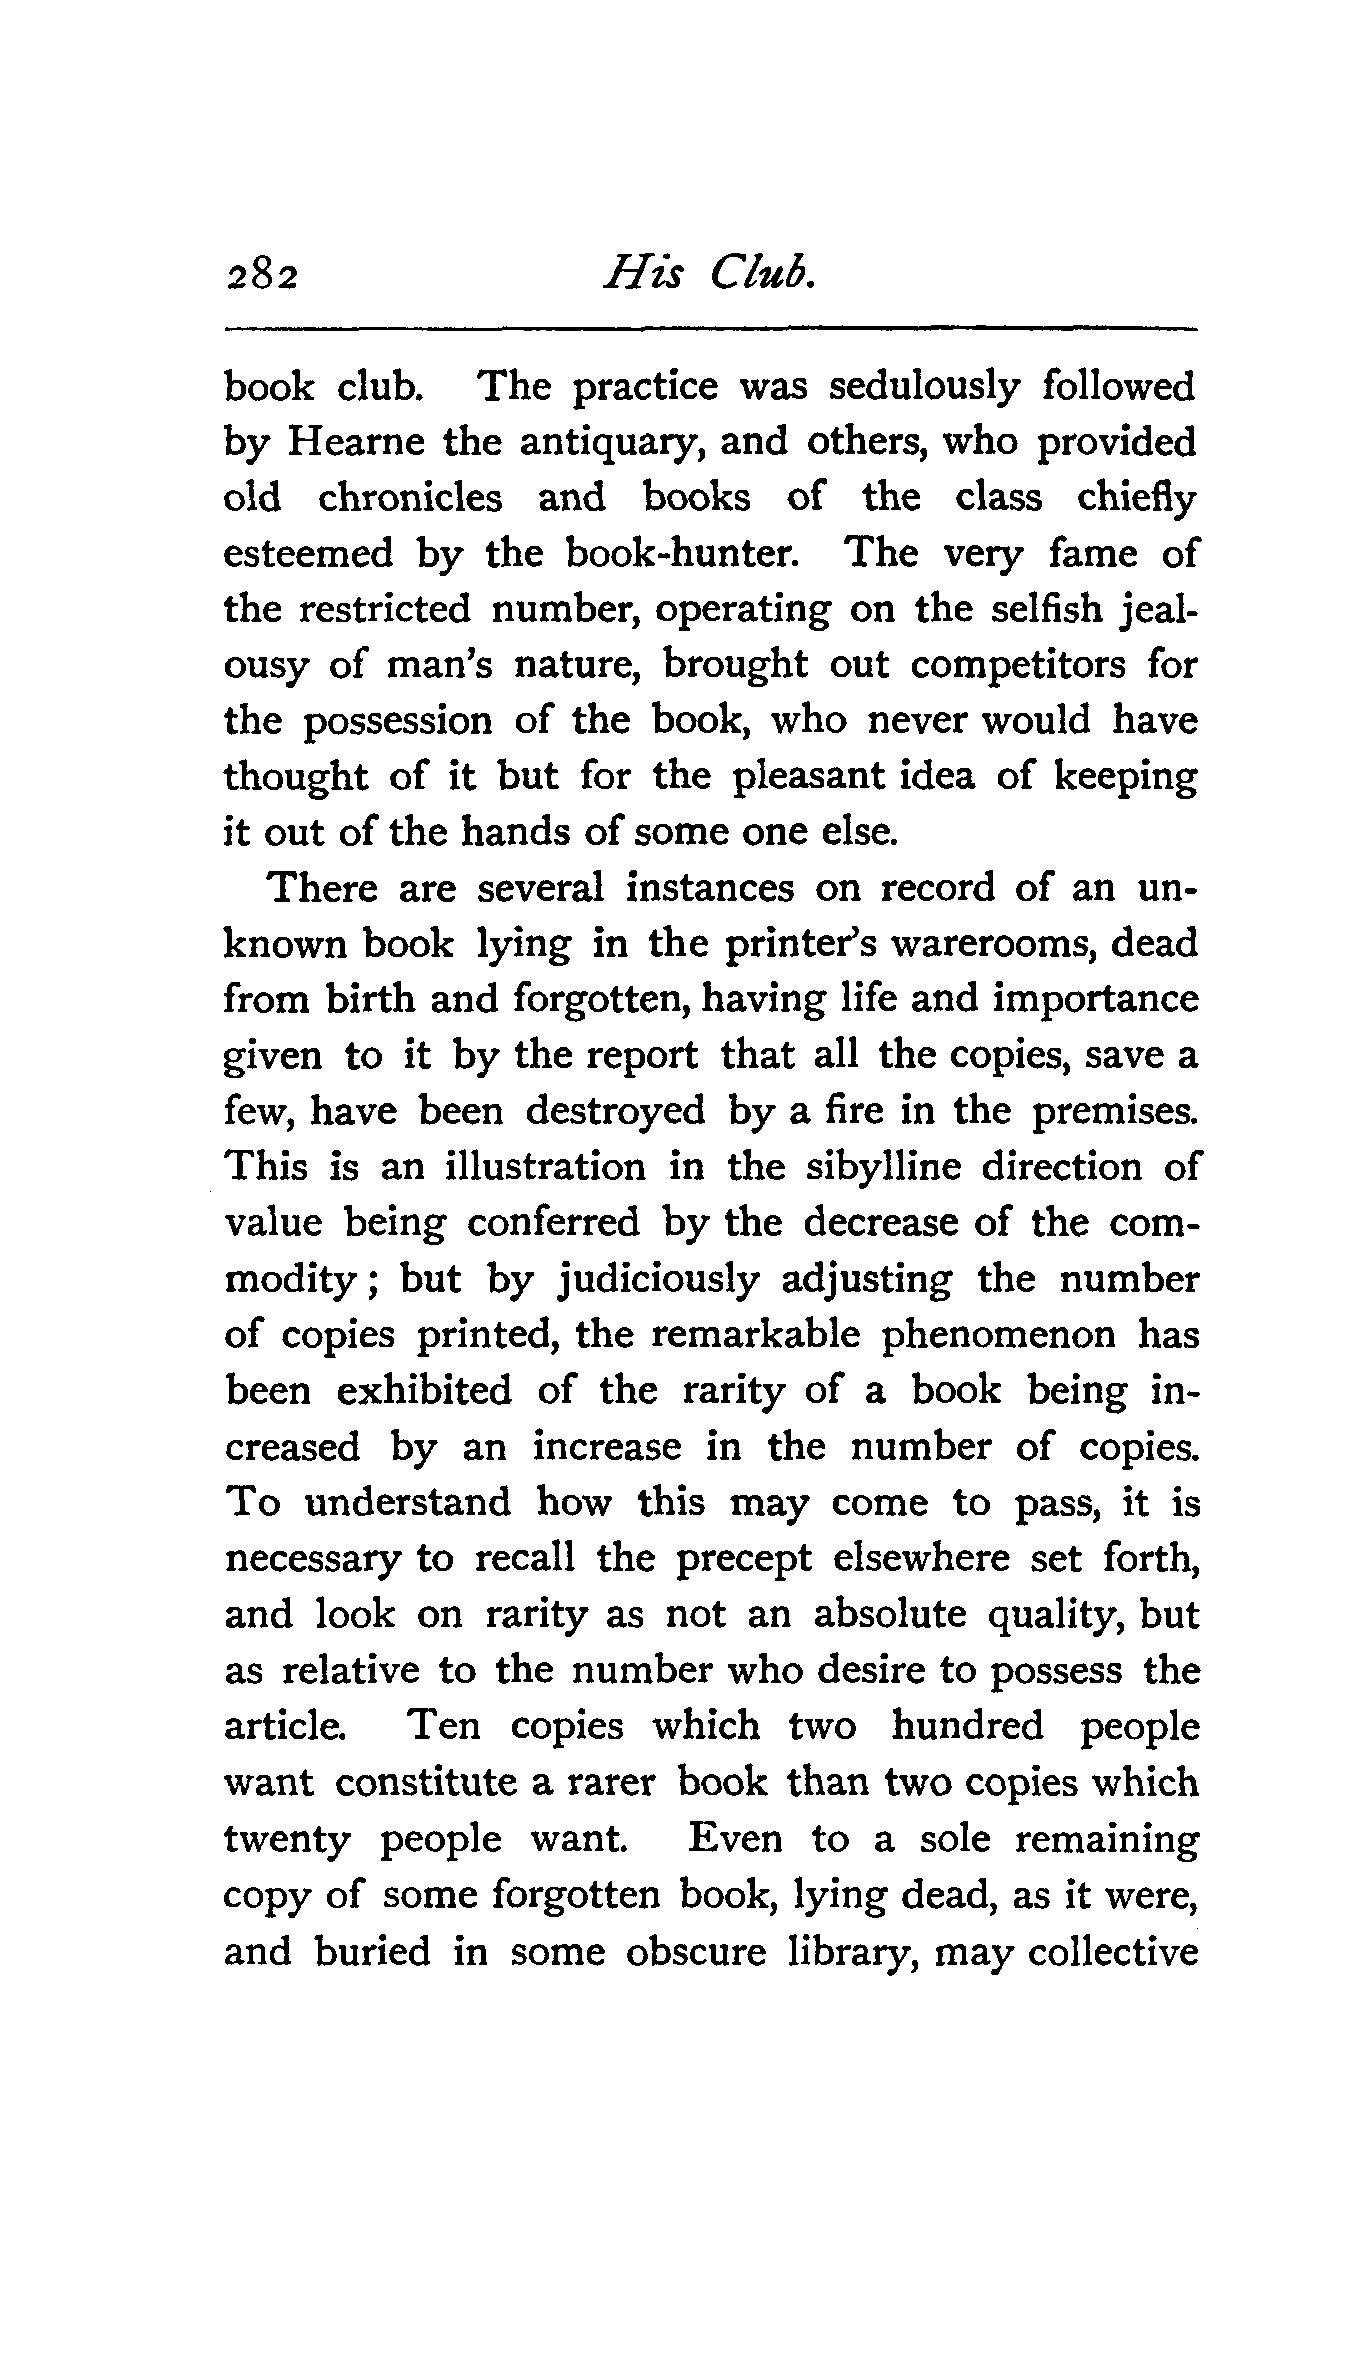 282 His Club.
book club. The practice was sedulously followed
by Hearne the antiquary, and others, who provided
old chronicles and books of the class chiefly
esteemed by the book-hunter. The very fame of
the restricted number, operating on the selfish jeal-
ousy of man's nature, brought out competitors for
the possession of the book, who never would have
thought of it but for the pleasant idea of keeping
it out of the hands of some one else.
There are several instances on record of an un-
known book lying in the printer's warerooms, dead
from birth and forgotten, having life and importance
given to it by the report that all the copies, save a
few, have been destroyed by a fire in the premises.
This is an illustration in the sibylline direction of
value being conferred by the decrease of the com-
modity; but by judiciously adjusting the number
of copies printed, the remarkable phenomenon has
been exhibited of the rarity of a book being in-
creased by an increase in the number of copies.
To understand how this may come to pass, it is
necessary to recall the precept elsewhere set forth,
and look on rarity as not an absolute quality, but
as relative to the number who desire to possess the
article. Ten copies which two hundred people
want constitute a rarer book than two copies which
twenty people want. Even to a sole remaining
copy of some forgotten book, lying dead, as it were,
and buried in some obscure library, may collective